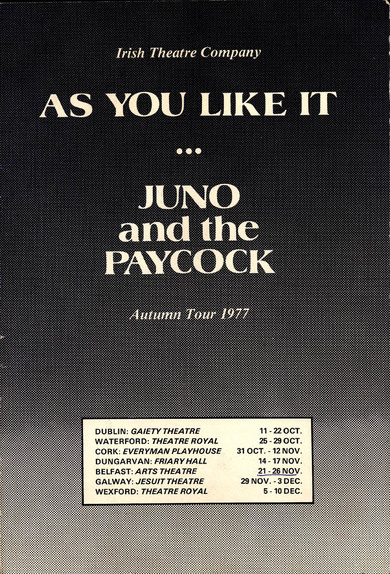 Irish Theatre Company
AS YOU LIKE IT
...
JUNO
and the
PAYCOCK
Autumn Tour 1977
DUBLIN: GAIETY THEATRE 11 - 22 OCT.
WATERFORD: THEATRE ROYAL 25 - 29 OCT.
CORK: EVERYMAN PLAYHOUSE 31 OCT. - 12 NOV.
DUNGARVAN: FRIARY HALL 14 - 17 NOV.
BELFAST: ARTS THEATRE 21 - 26 NOV.
GALWAY: JESUIT THEATRE 29 NOV. - 3 DEC.
WEXFORD: THEATRE ROYAL 5 - 10 DEC.